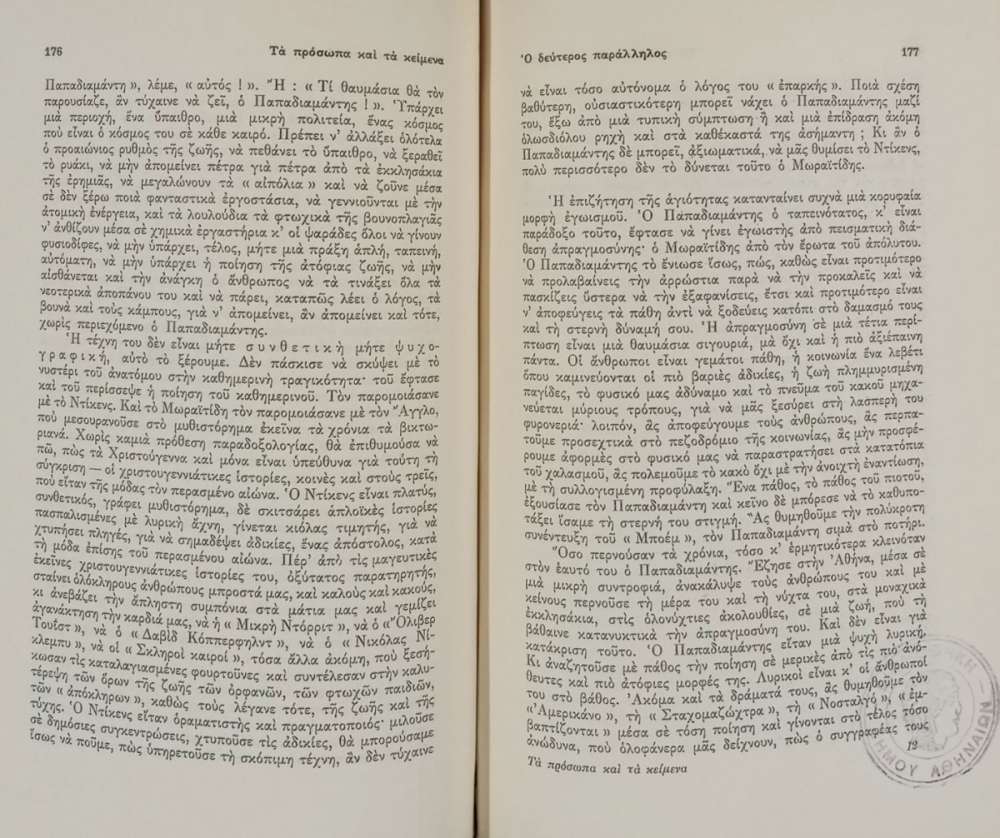 176
Τὰ πρόσωπα καὶ τὰ κείμενα
Παπαδιαμάντη », λέμε, « αὐτός ! ». Ἤ : « Τί θαυμάσια θὰ τὸν
παρουσίαζε, ἂν τύχαινε νὰ ζεῖ, ὁ Παπαδιαμάντης ! ». Ὑπάρχει
μιὰ περιοχή, ἕνα ὕπαιθρο, μιὰ μικρὴ πολιτεία, ἕνας κόσμος
ποὺ εἶναι ὁ κόσμος του σὲ κάθε καιρό. Πρέπει ν' ἀλλάξει ὁλότελα
ὁ προαιώνιος ρυθμὸς τῆς ζωῆς, νὰ πεθάνει τὸ ὕπαιθρο, νὰ ξεραθεῖ
τὸ ρυάκι, νὰ μὴν ἀπομείνει πέτρα γιὰ πέτρα ἀπὸ τὰ ἐκκλησάκια
τῆς ἐρημιᾶς, νὰ μεγαλώνουν τὰ « αἰπόλια » καὶ νὰ ζοῦνε μέσα
σὲ δὲν ξέρω ποιὰ φανταστικὰ ἐργοστάσια, νὰ γεννιοῦνται μὲ τὴν
ἀτομικὴ ἐνέργεια, καὶ τὰ λουλούδια τὰ φτωχικὰ τῆς βουνοπλαγιᾶς
ν' ἀνθίζουν μέσα σὲ χημικὰ ἐργαστήρια κ' οἱ ψαράδες ὅλοι νὰ γίνουν
φυσιοδίφες, νὰ μὴν ὑπάρχει, τέλος, μήτε μιὰ πράξη ἁπλή, ταπεινή,
αὐτόματη, νὰ μὴν ὑπάρχει ἡ ποίηση τῆς ἀτόφιας ζωῆς, νὰ μὴν
αἰσθάνεται καὶ τὴν ἀνάγκη ὁ ἄνθρωπος νὰ τὰ τινάξει ὅλα τὰ
νεοτερικὰ ἀποπάνου του καὶ νὰ πάρει, καταπὼς λέει ὁ λόγος, τὰ
βουνὰ καὶ τοὺς κάμπους, γιὰ ν' ἀπομείνει, ἂν ἀπομείνει καὶ τότε,
χωρὶς περιεχόμενο ὁ Παπαδιαμάντης.
Ἡ τέχνη του δὲν εἶναι μήτε συνθετικὴ μήτε ψυχο-
γραφική, αὐτὸ τὸ ξέρουμε. Δὲν πάσκισε νὰ σκύψει μὲ τὸ
νυστέρι τοῦ ἀνατόμου στὴν καθημερινὴ τραγικότητα· τοῦ ἔφτασε
καὶ τοῦ περίσσεψε ἡ ποίηση τοῦ καθημερινοῦ. Τὸν παρομοιάσανε
μὲ τὸ Ντίκενς. Καὶ τὸ Μωραϊτίδη τὸν παρομοιάσανε μὲ τὸν Ἄγγλο,
ποὺ μεσουρανοῦσε στὸ μυθιστόρημα ἐκεῖνα τὰ χρόνια τὰ βικτω-
ριανά. Χωρὶς καμιὰ πρόθεση παραδοξολογίας, θὰ ἐπιθυμοῦσα νὰ
πῶ, πὼς τὰ Χριστούγεννα καὶ μόνα εἶναι ὑπεύθυνα γιὰ τούτη τὴ
σύγκριση — οἱ χριστουγεννιάτικες ἱστορίες, κοινὲς καὶ στοὺς τρεῖς,
ποὺ εἶταν τῆς μόδας τὸν περασμένο αἰώνα. Ὁ Ντίκενς εἶναι πλατύς,
συνθετικός, γράφει μυθιστόρημα, δὲ σκιτσάρει ἁπλοϊκὲς ἱστορίες
πασπαλισμένες μὲ λυρικὴ ἄχνη, γίνεται κιόλας τιμητής, γιὰ νὰ
χτυπήσει πληγές, γιὰ νὰ σημαδέψει ἀδικίες, ἕνας ἀπόστολος, κατὰ
τὴ μόδα ἐπίσης τοῦ περασμένου αἰώνα. Πέρ' ἀπὸ τὶς μαγευτικὲς
ἐκεῖνες χριστουγεννιάτικες ἱστορίες του, ὀξύτατος παρατηρητής,
σταίνει ὁλόκληρους ἀνθρώπους μπροστά μας, καὶ καλοὺς καὶ κακούς,
κι ἀνεβάζει τὴν ἄπληστη συμπόνια στὰ μάτια μας καὶ γεμίζει
ἀγανάκτηση τὴν καρδιά μας, νὰ ἡ « Μικρὴ Ντόρριτ », νὰ ὁ «Ὄλιβερ
Τουΐστ », νὰ ὁ « Δαβὶδ Κόππερφηλντ », νὰ ὁ « Νικόλας Νί-
κλεμπυ », νὰ οἱ « Σκληροὶ καιροί », τόσα ἄλλα ἀκόμη, ποὺ ξεσή-
κωσαν τὶς καταλαγιασμένες φουρτοῦνες καὶ συντέλεσαν στὴν καλυ-
τέρεψη τῶν ὅρων τῆς ζωῆς τῶν ὀρφανῶν, τῶν φτωχῶν παιδιῶν,
τῶν « ἀπόκληρων », καθὼς τοὺς λέγανε τότε, τῆς ζωῆς καὶ τῆς
τύχης. Ὁ Ντίκενς εἶταν ὁραματιστὴς καὶ πραγματοποιός· μιλοῦσε
σὲ δημόσιες συγκεντρώσεις, χτυποῦσε τὶς ἀδικίες, θὰ μπορούσαμε
ἴσως νὰ ποῦμε, πὼς ὑπηρετοῦσε τὴ σκόπιμη τέχνη, ἂν δὲν τύχαινε
Ὁ δεύτερος παράλληλος
177
νὰ εἶναι τόσο αὐτόνομα ὁ λόγος του « ἐπαρκής ». Ποιὰ σχέση
βαθύτερη, οὐσιαστικότερη μπορεῖ νάχει ὁ Παπαδιαμάντης μαζί
του, ἔξω ἀπὸ μιὰ τυπικὴ σύμπτωση ἢ καὶ μιὰ ἐπίδραση ἀκόμη
ὁλωσδιόλου ρηχὴ καὶ στὰ καθέκαστά της ἀσήμαντη ; Κι ἂν ὁ
Παπαδιαμάντης δὲ μπορεῖ, ἀξιωματικά, νὰ μᾶς θυμίσει τὸ Ντίκενς,
πολὺ περισσότερο δὲν τὸ δύνεται τοῦτο ὁ Μωραϊτίδης.
Ἡ ἐπιζήτηση τῆς ἁγιότητας κατανταίνει συχνὰ μιὰ κορυφαία
μορφὴ ἐγωισμοῦ. Ὁ Παπαδιαμάντης ὁ ταπεινότατος, κ' εἶναι
παράδοξο τοῦτο, ἔφτασε νὰ γίνει ἐγωιστὴς ἀπὸ πεισματικὴ διά-
θεση ἀπραγμοσύνης· ὁ Μωραϊτίδης ἀπὸ τὸν ἔρωτα τοῦ ἀπόλυτου.
Ὁ Παπαδιαμάντης τὸ ἔνιωσε ἴσως, πώς, καθὼς εἶναι προτιμότερο
νὰ προλαβαίνεις τὴν ἀρρώστια παρὰ νὰ τὴν προκαλεῖς καὶ νὰ
πασκίζεις ὕστερα νὰ τὴν ἐξαφανίσεις, ἔτσι καὶ προτιμότερο εἶναι
ν' ἀποφεύγεις τὰ πάθη ἀντὶ νὰ ξοδεύεις κατόπι στὸ δαμασμό τους
καὶ τὴ στερνὴ δύναμή σου. Ἡ ἀπραγμοσύνη σὲ μιὰ τέτια περί-
πτωση εἶναι μιὰ θαυμάσια σιγουριά, μὰ ὄχι καὶ ἡ πιὸ ἀξιέπαινη
πάντα. Οἱ ἄνθρωποι εἶναι γεμάτοι πάθη, ἡ κοινωνία ἕνα λεβέτι
ὅπου καμινεύονται οἱ πιὸ βαριὲς ἀδικίες, ἡ ζωὴ πλημμυρισμένη
παγίδες, τὸ φυσικό μας ἀδύναμο καὶ τὸ πνεῦμα τοῦ κακοῦ μηχα-
νεύεται μύριους τρόπους, γιὰ νὰ μᾶς ξεσύρει στὴ λασπερή του
φυρονεριά· λοιπόν, ἂς ἀποφεύγουμε τοὺς ἀνθρώπους, ἂς περπα-
τοῦμε προσεχτικὰ στὸ πεζοδρόμιο τῆς κοινωνίας, ἂς μὴν προσφέ-
ρουμε ἀφορμὲς στὸ φυσικό μας νὰ παραστρατήσει στὰ κατατόπια
τοῦ χαλασμοῦ, ἂς πολεμοῦμε τὸ κακὸ ὄχι μὲ τὴν ἀνοιχτὴ ἐναντίωση,
μὲ τὴ συλλογισμένη προφύλαξη. Ἕνα πάθος, τὸ πάθος τοῦ πιοτοῦ,
ἐξουσίασε τὸν Παπαδιαμάντη καὶ κεῖνο δὲ μπόρεσε νὰ τὸ καθυπο-
τάξει ἴσαμε τὴ στερνή του στιγμή. Ἂς θυμηθοῦμε τὴν πολύκροτη
συνέντευξη τοῦ « Μποέμ », τὸν Παπαδιαμάντη σιμὰ στὸ ποτήρι.
Ὅσο περνούσαν τὰ χρόνια, τόσο κ' ἑρμητικότερα κλεινόταν
στὸν ἑαυτό του ὁ Παπαδιαμάντης. Ἔζησε στὴν Ἀθήνα, μέσα σὲ
μιὰ μικρὴ συντροφιά, ἀνακάλυψε τοὺς ἀνθρώπους του καὶ μὲ
κείνους περνοῦσε τὴ μέρα του καὶ τὴ νύχτα του, στὰ μοναχικὰ
ἐκκλησάκια, στὶς ὁλονύχτιες ἀκολουθίες, σὲ μιὰ ζωή, ποὺ τὴ
βάθαινε κατανυκτικὰ τὴν ἀπραγμοσύνη του. Καὶ δὲν εἶναι γιὰ
κατάκριση τοῦτο. Ὁ Παπαδιαμάντης εἶταν μιὰ ψυχὴ λυρική.
Κι ἀναζητοῦσε μὲ πάθος τὴν ποίηση σὲ μερικὲς ἀπὸ τὶς πιὸ ἀνό-
θευτες καὶ πιὸ ἀτόφιες μορφές της. Λυρικοὶ εἶναι κ' οἱ ἄνθρωποί
του στὸ βάθος. Ἀκόμα καὶ τὰ δράματά τους, ἂς θυμηθοῦμε τὸν
«Ἀμερικάνο », τὴ « Σταχομαζώχτρα », τὴ « Νοσταλγό », « ἐμ-
βαπτίζονται » μέσα σὲ τόση ποίηση καὶ γίνονται στὸ τέλος τόσο
ἀνώδυνα, ποὺ ὁλοφάνερα μᾶς δείχνουν, πὼς ὁ συγγραφέας τους
Τὰ πρόσωπα καὶ τὰ κείμενα
12
ΔΗΜΟΥ ΑΘΗΝΑΙΩΝ